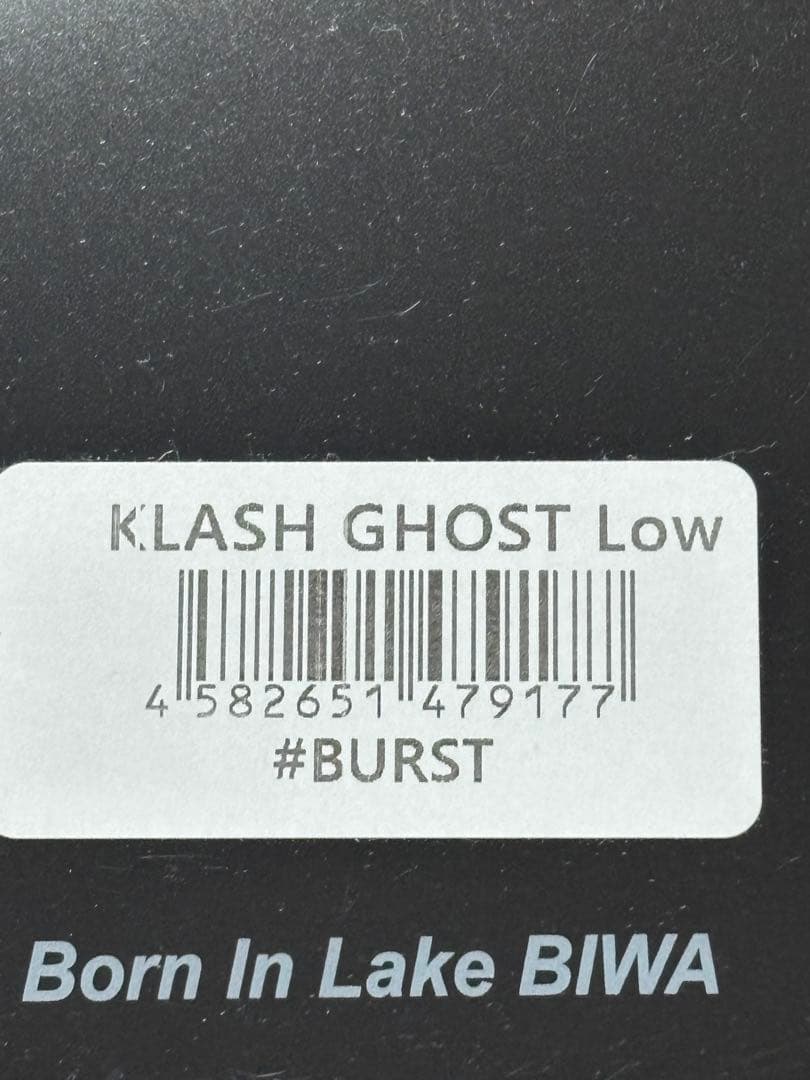 KLASH GHOST Low
4 582651 479177
#BURST
Born In Lake BIWA